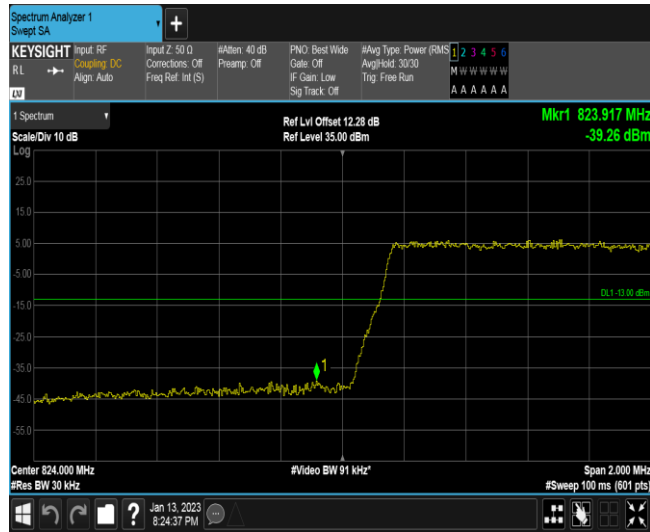 Spectrum Analyzer 1
Swept SA
+
KEYSIGHT
RL
LXI
Input: RF
Coupling: DC
Align: Auto
Input Z: 50 Ω
Corrections: Off
Freq Ref: Int (S)
#Atten: 40 dB
Preamp: Off
PNO: Best Wide
Gate: Off
IF Gain: Low
Sig Track: Off
#Avg Type: Power (RMS
Avg|Hold: 30/30
Trig: Free Run
1 2 3 4 5 6
M W W W W W
A A A A A A
1 Spectrum
Scale/Div 10 dB
Ref Lvl Offset 12.28 dB
Ref Level 35.00 dBm
Mkr1 823.917 MHz
-39.26 dBm
Log
25.0
15.0
5.00
-5.00
DL1 -13.00 dBm
-15.0
-25.0
-35.0
1
-45.0
-55.0
Center 824.000 MHz
#Video BW 91 kHz*
Span 2.000 MHz
#Res BW 30 kHz
#Sweep 100 ms (601 pts)
?
Jan 13, 2023
8:24:37 PM